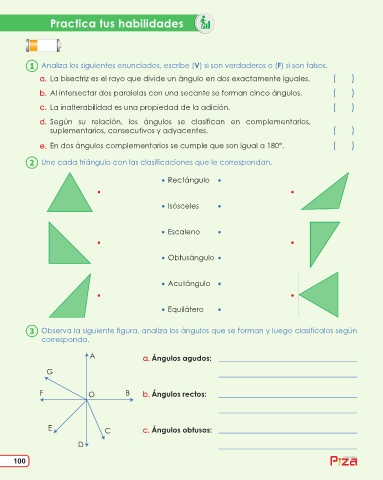 Practica tus habilidades
1 Analiza los siguientes enunciados, escribe (V) si son verdaderos o (F) si son falsos.
a. La bisectriz es el rayo que divide un ángulo en dos exactamente iguales. ( )
b. Al intersectar dos paralelas con una secante se forman cinco ángulos. ( )
c. La inalterabilidad es una propiedad de la adición. ( )
d. Según su relación, los ángulos se clasifican en complementarios,
suplementarios, consecutivos y adyacentes. ( )
e. En dos ángulos complementarios se cumple que son igual a 180°. ( )
2 Une cada triángulo con las clasificaciones que le correspondan.
• Rectángulo •
• Isósceles •
• Escaleno •
• Obtusángulo •
• Acutángulo •
• Equilátero •
3 Observa la siguiente figura, analiza los ángulos que se forman y luego clasifícalos según
corresponda.
A
G
F O B
E
C
D
a. Ángulos agudos:
b. Ángulos rectos:
c. Ángulos obtusos:
100